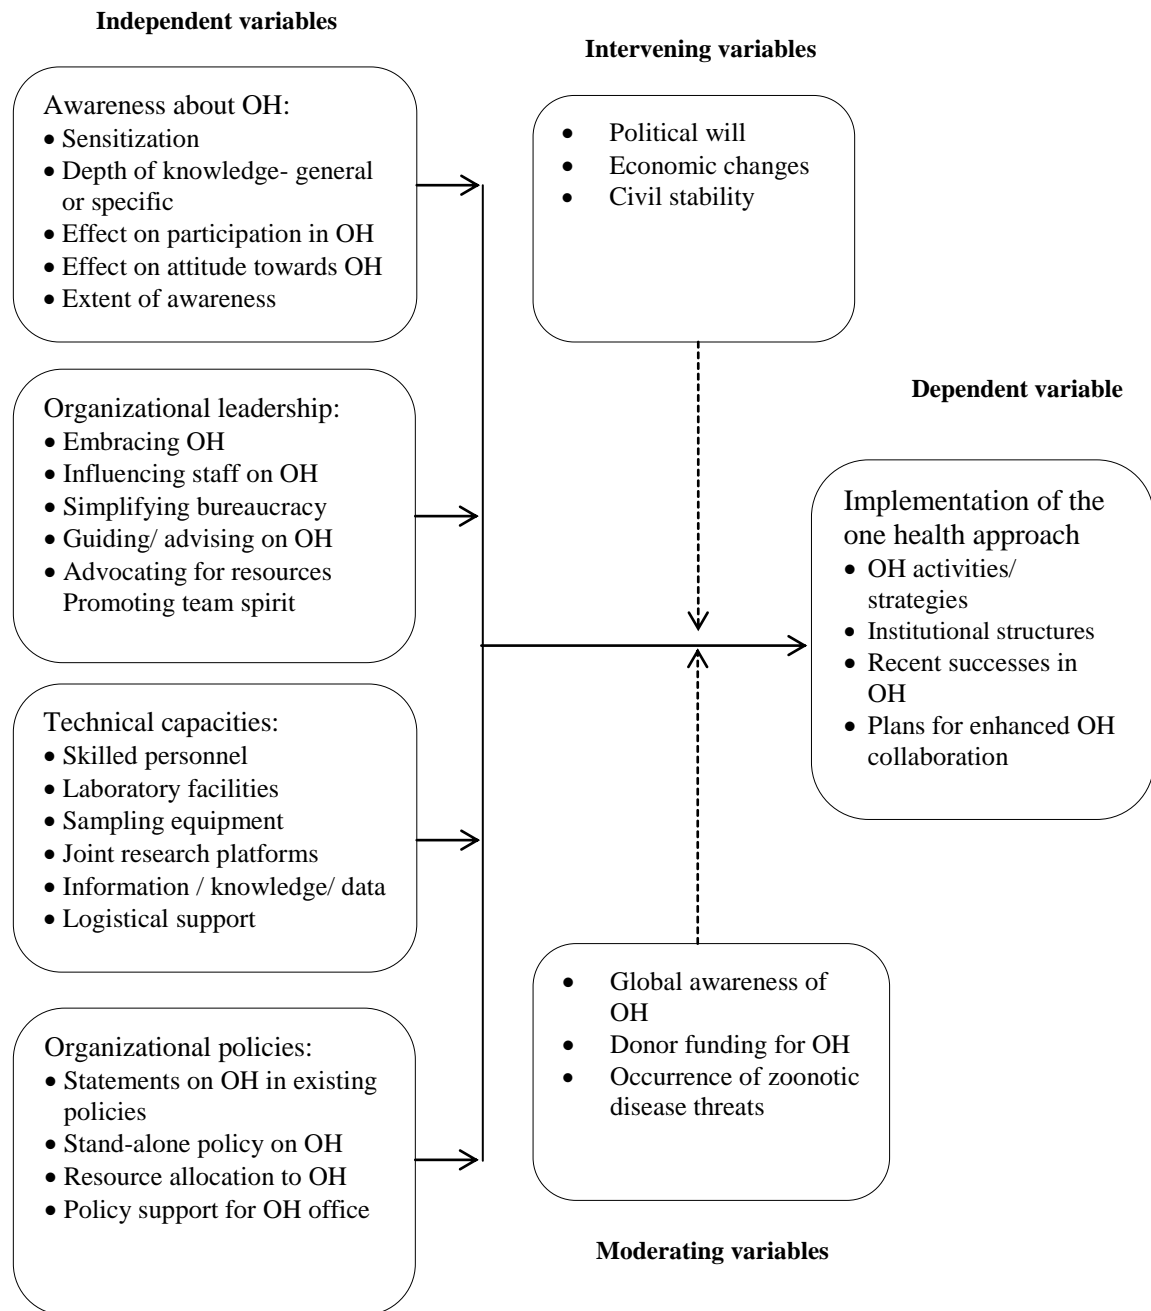 Independent variables
Awareness about OH:
• Sensitization
• Depth of knowledge- general
or specific
• Effect on participation in OH
• Effect on attitude towards OH
• Extent of awareness
Organizational leadership:
• Embracing OH
• Influencing staff on OH
• Simplifying bureaucracy
• Guiding/ advising on OH
• Advocating for resources
Promoting team spirit
Technical capacities:
• Skilled personnel
• Laboratory facilities
• Sampling equipment
• Joint research platforms
• Information / knowledge/ data
• Logistical support
Organizational policies:
• Statements on OH in existing
policies
• Stand-alone policy on OH
• Resource allocation to OH
• Policy support for OH office
Intervening variables
• Political will
• Economic changes
• Civil stability
• Global awareness of
OH
• Donor funding for OH
• Occurrence of zoonotic
disease threats
Moderating variables
Dependent variable
Implementation of the
one health approach
• OH activities/
strategies
• Institutional structures
• Recent successes in
OH
• Plans for enhanced OH
collaboration